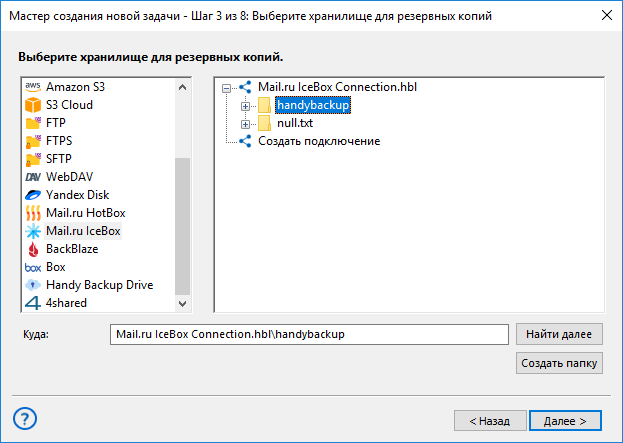 Мастер создания новой задачи - Шаг 3 из 8: Выберите хранилище для резервных копий
Выберите хранилище для резервных копий.
aws Amazon S3
S3 Cloud
FTP
FTPS
SFTP
DAV WebDAV
Yandex Disk
Mail.ru HotBox
Mail.ru IceBox
BackBlaze
box Box
Handy Backup Drive
4 4shared
Mail.ru IceBox Connection.hbl
handybackup
null.txt
Создать подключение
Куда:
Mail.ru IceBox Connection.hbl\handybackup
Найти далее
Создать папку
?
< Назад
Далее >